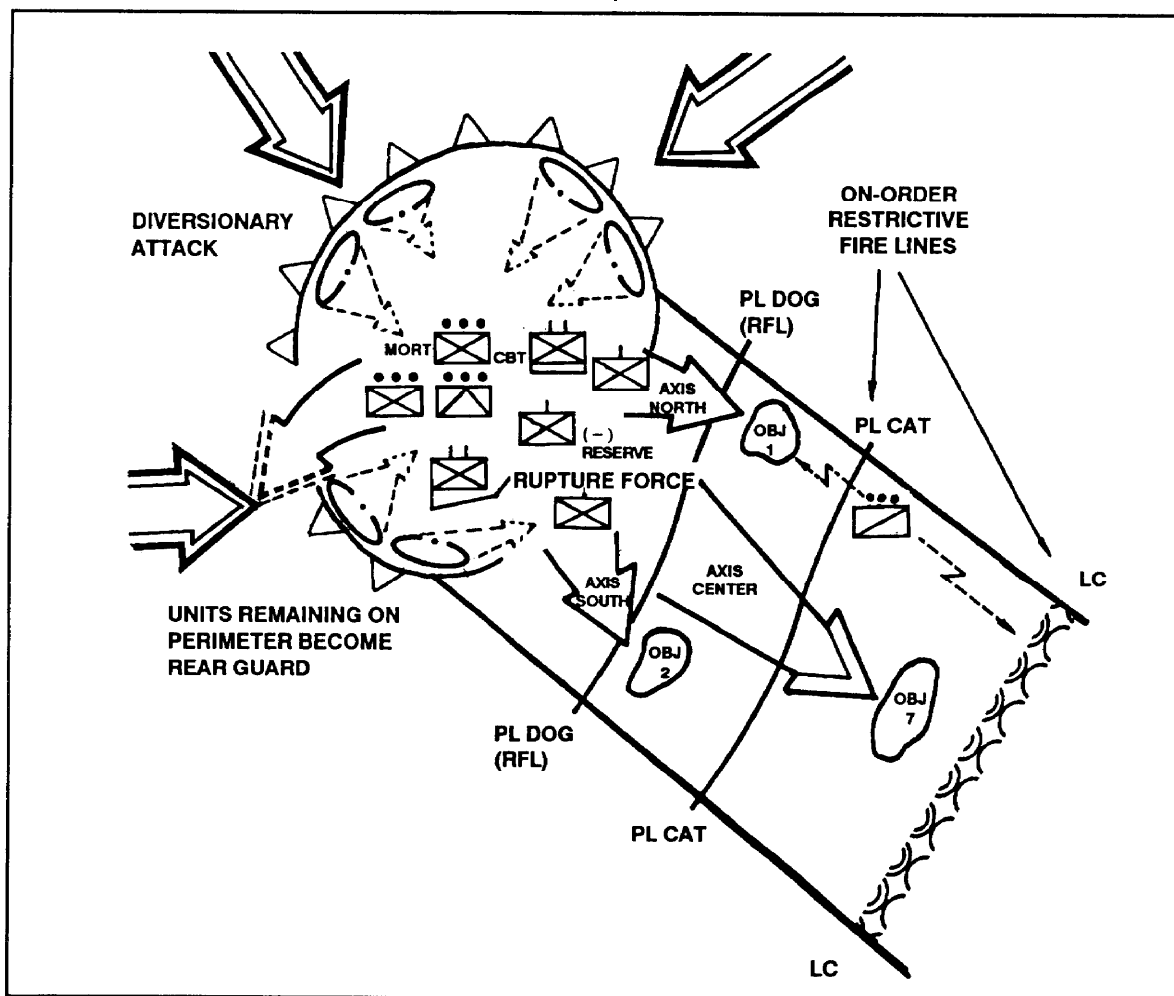 DIVERSIONARY
ATTACK
ON-ORDER
RESTRICTIVE
FIRE LINES
PL DOG
(RFL)
MORT
CBT
AXIS
NORTH
OBJ
1
PL CAT
(–)
RESERVE
RUPTURE FORCE
AXIS
SOUTH
AXIS
CENTER
LC
UNITS REMAINING ON
PERIMETER BECOME
REAR GUARD
OBJ
2
OBJ
7
PL DOG
(RFL)
PL CAT
LC